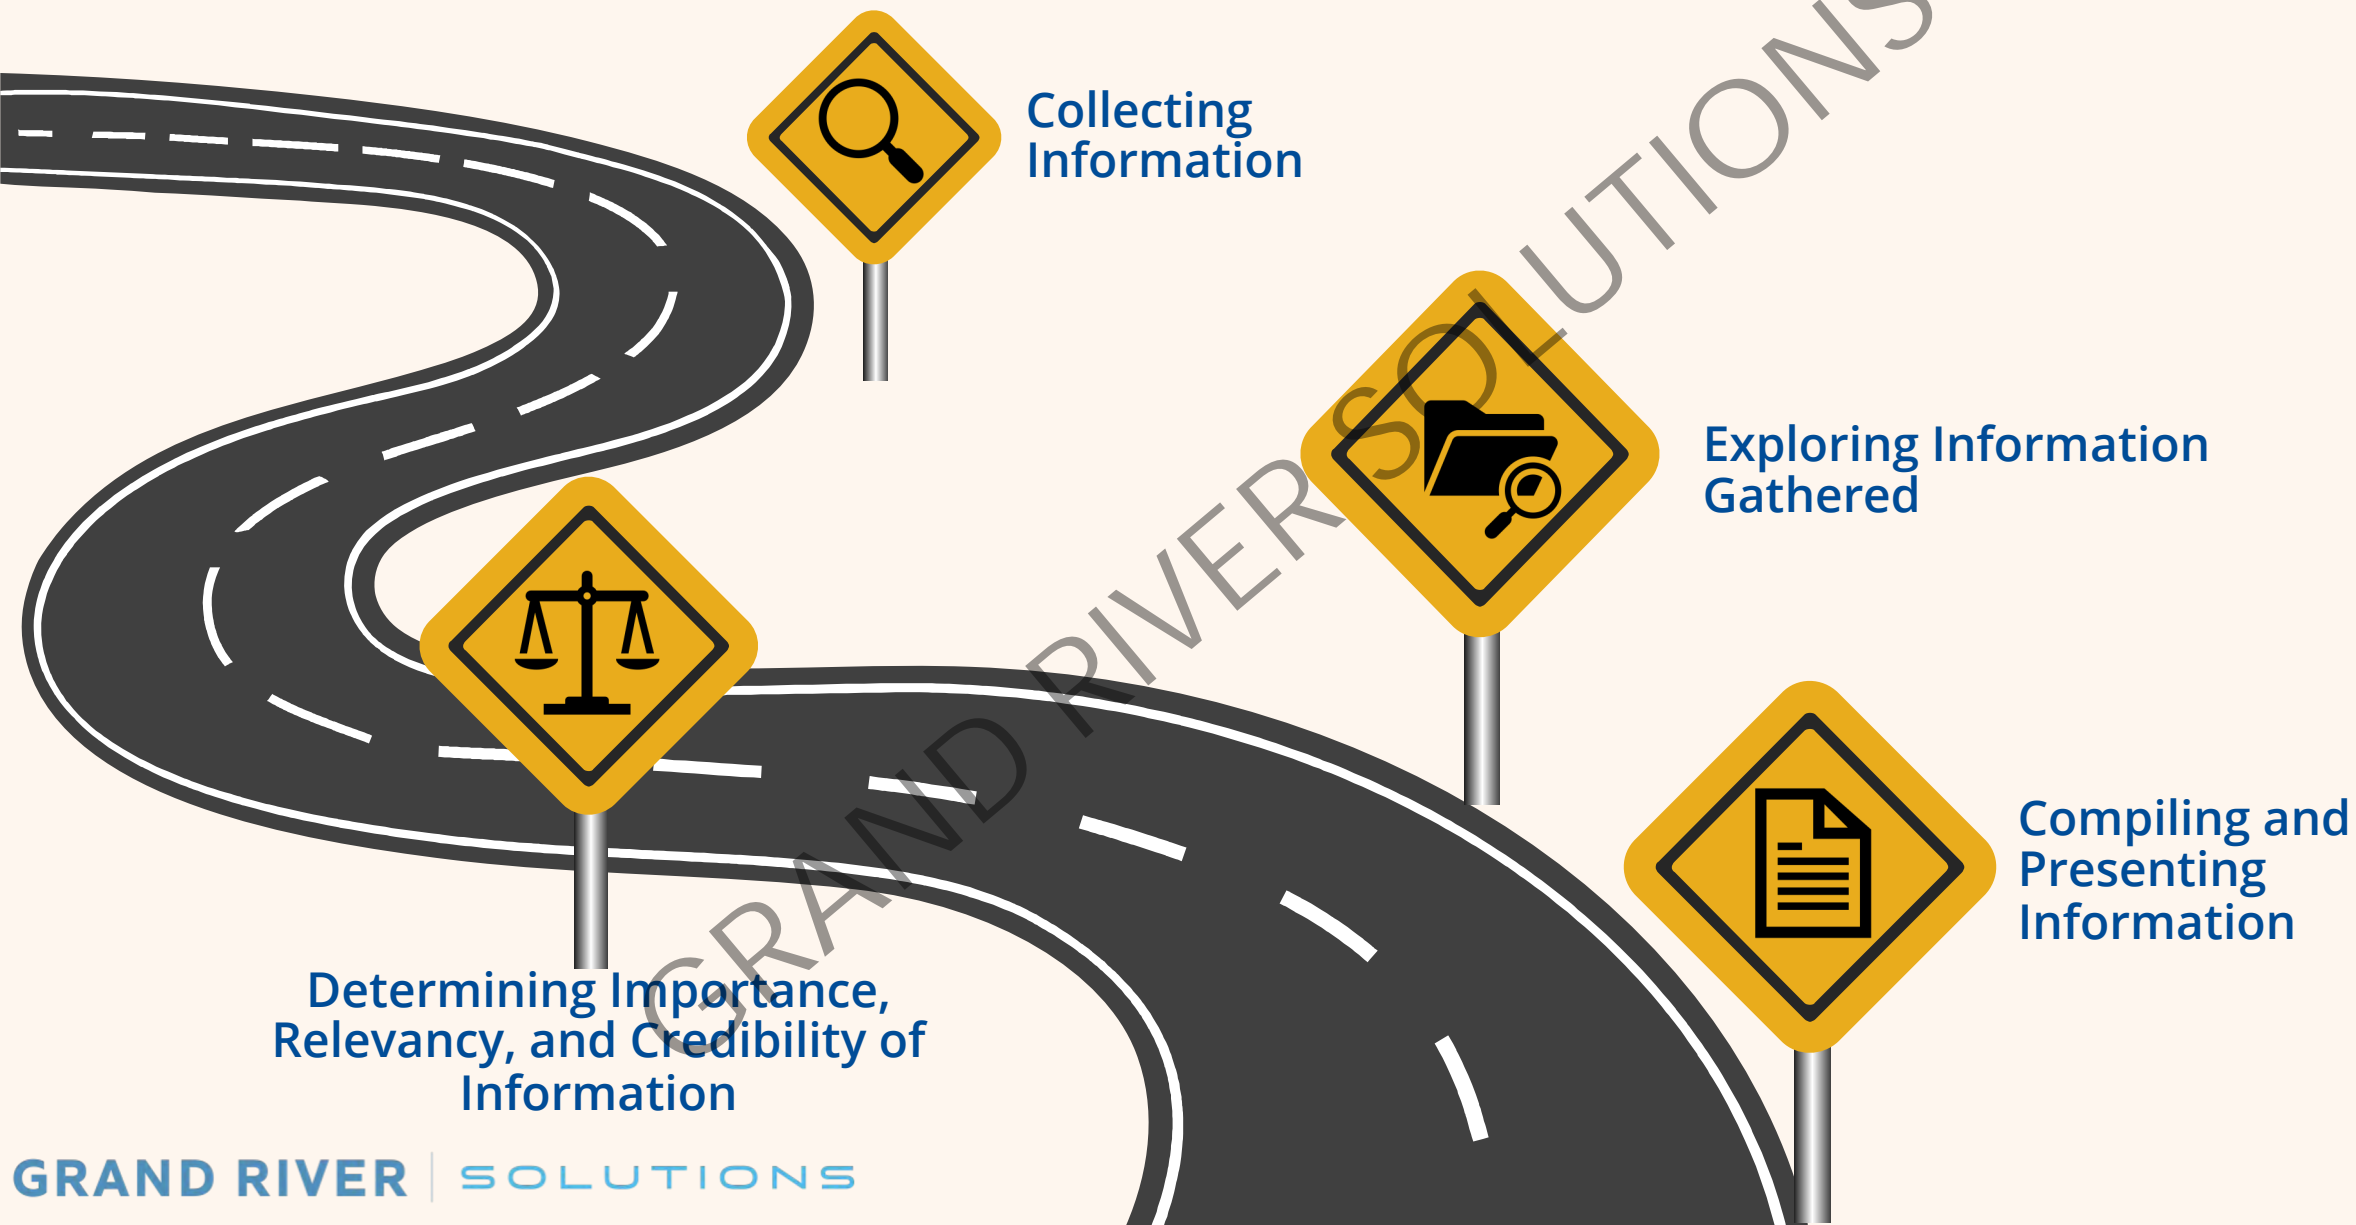 Collecting
Information
Exploring Information
Gathered
Determining Importance,
Relevancy, and Credibility of
Information
Compiling and
Presenting
Information
GRAND RIVER SOLUTIONS
GRAND RIVER | SOLUTIONS